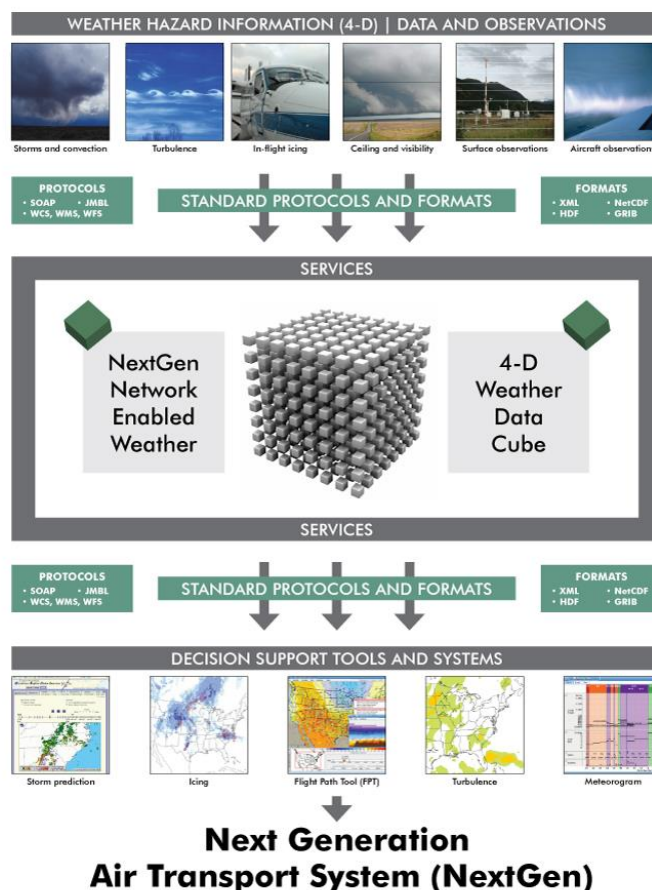 WEATHER HAZARD INFORMATION (4-D) | DATA AND OBSERVATIONS
Storms and convection
Turbulence
In-flight icing
Ceiling and visibility
Surface observations
Aircraft observations
PROTOCOLS
• SOAP • JMBL
• WCS, WMS, WFS
STANDARD PROTOCOLS AND FORMATS
FORMATS
• XML • NetCDF
• HDF • GRIB
SERVICES
NextGen
Network
Enabled
Weather
4-D
Weather
Data
Cube
SERVICES
PROTOCOLS
• SOAP • JMBL
• WCS, WMS, WFS
STANDARD PROTOCOLS AND FORMATS
FORMATS
• XML • NetCDF
• HDF • GRIB
DECISION SUPPORT TOOLS AND SYSTEMS
Storm prediction
Icing
Flight Path Tool (FPT)
Turbulence
Meteorogram
Next Generation
Air Transport System (NextGen)